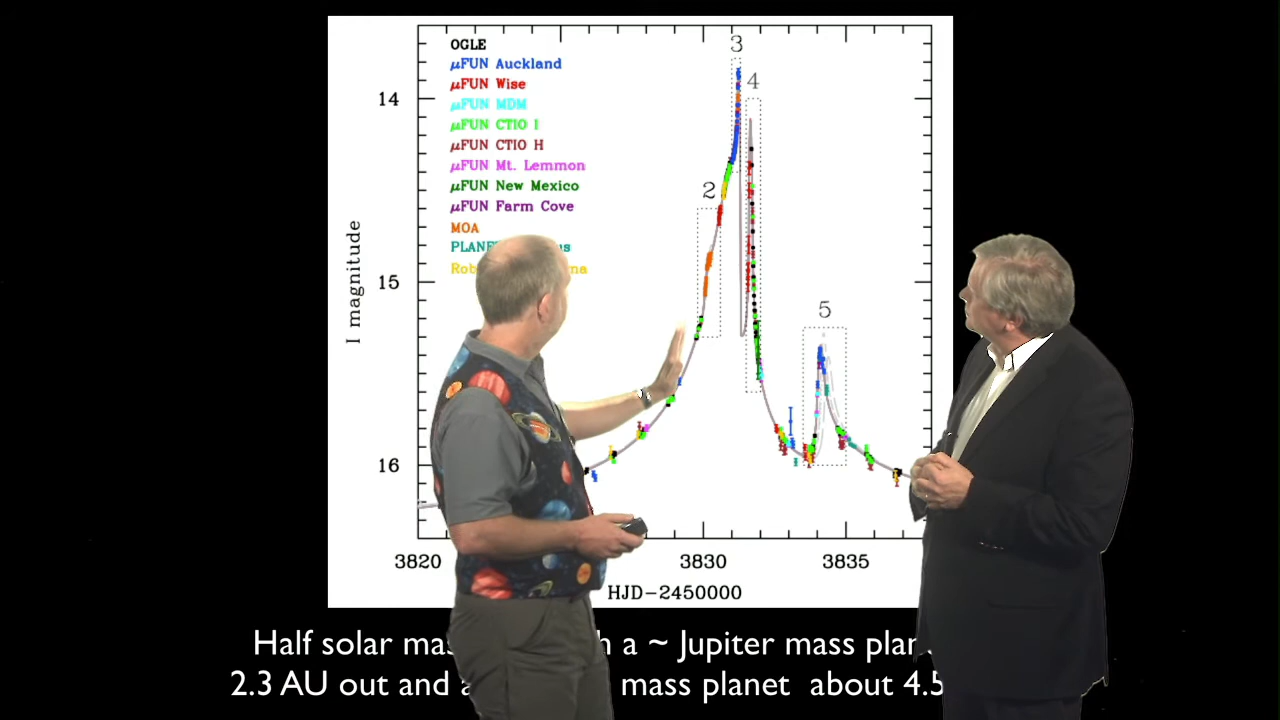 3
OGLE
μFUN Auckland
4
μFUN Wise
14
μFUN MDM
μFUN CTIO I
μFUN CTIO H
μFUN Mt. Lemmon
μFUN New Mexico
2
μFUN Farm Cove
MOA
I magnitude
15
5
16
3820
3830
3835
HJD-2450000
Half solar a ~ Jupiter mass
2.3 AU out and mass planet about 4.5